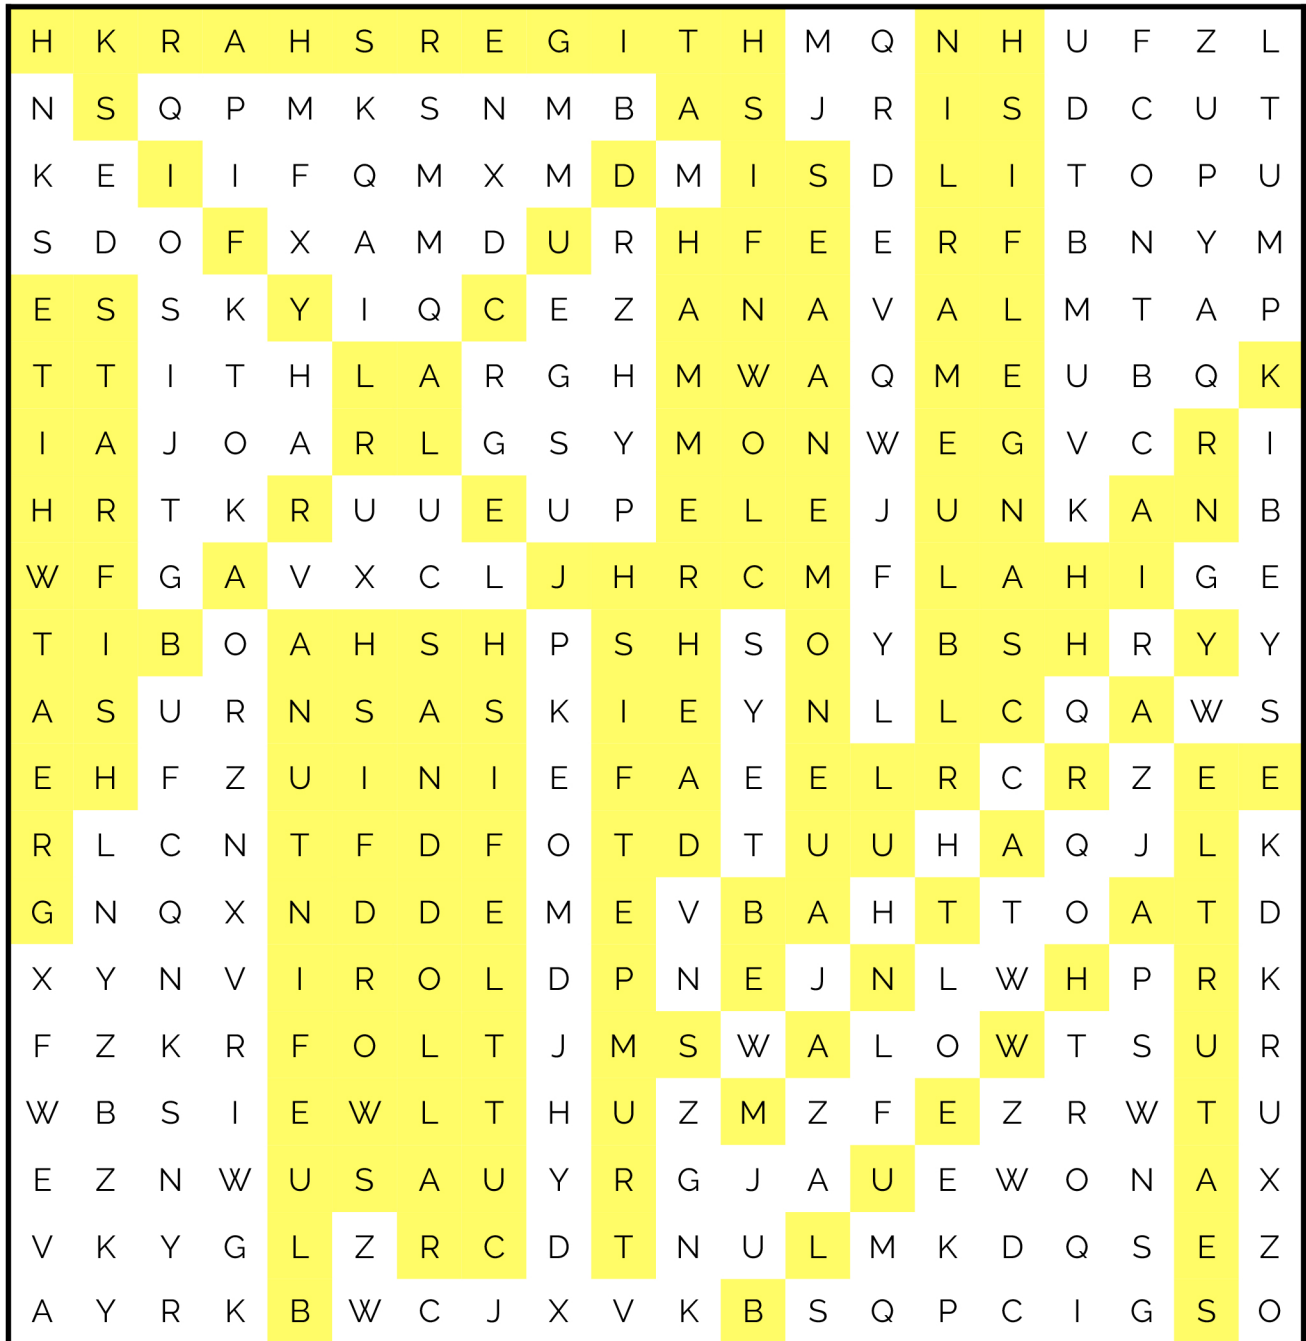 H K R A H S R E G I T H M Q N H U F Z L
N S Q P M K S N M B A S J R I S D C U T
K E I I F Q M X M D M I S D L I T O P U
S D O F X A M D U R H F E E R F B N Y M
E S S K Y I Q C E Z A N A V A L M T A P
T T I T H L A R G H M W A Q M E U B Q K
I A J O A R L G S Y M O N W E G V C R I
H R T K R U U E U P E L E J U N K A N B
W F G A V X C L J H R C M F L A H I G E
T I B O A H S H P S H S O Y B S H R Y Y
A S U R N S A S K I E Y N L L C Q A W S
E H F Z U I N I E F A E E L R C R Z E E
R L C N T F D F O T D T U U H A Q J L K
G N Q X N D D E M E V B A H T T O A T D
X Y N V I R O L D P N E J N L W H P R K
F Z K R F O L T J M S W A L O W T S U R
W B S I E W L T H U Z M Z F E Z R W T U
E Z N W U S A U Y R G J A U E W O N A X
V K Y G L Z R C D T N U L M K D Q S E Z
A Y R K B W C J X V K B S Q P C I G S O